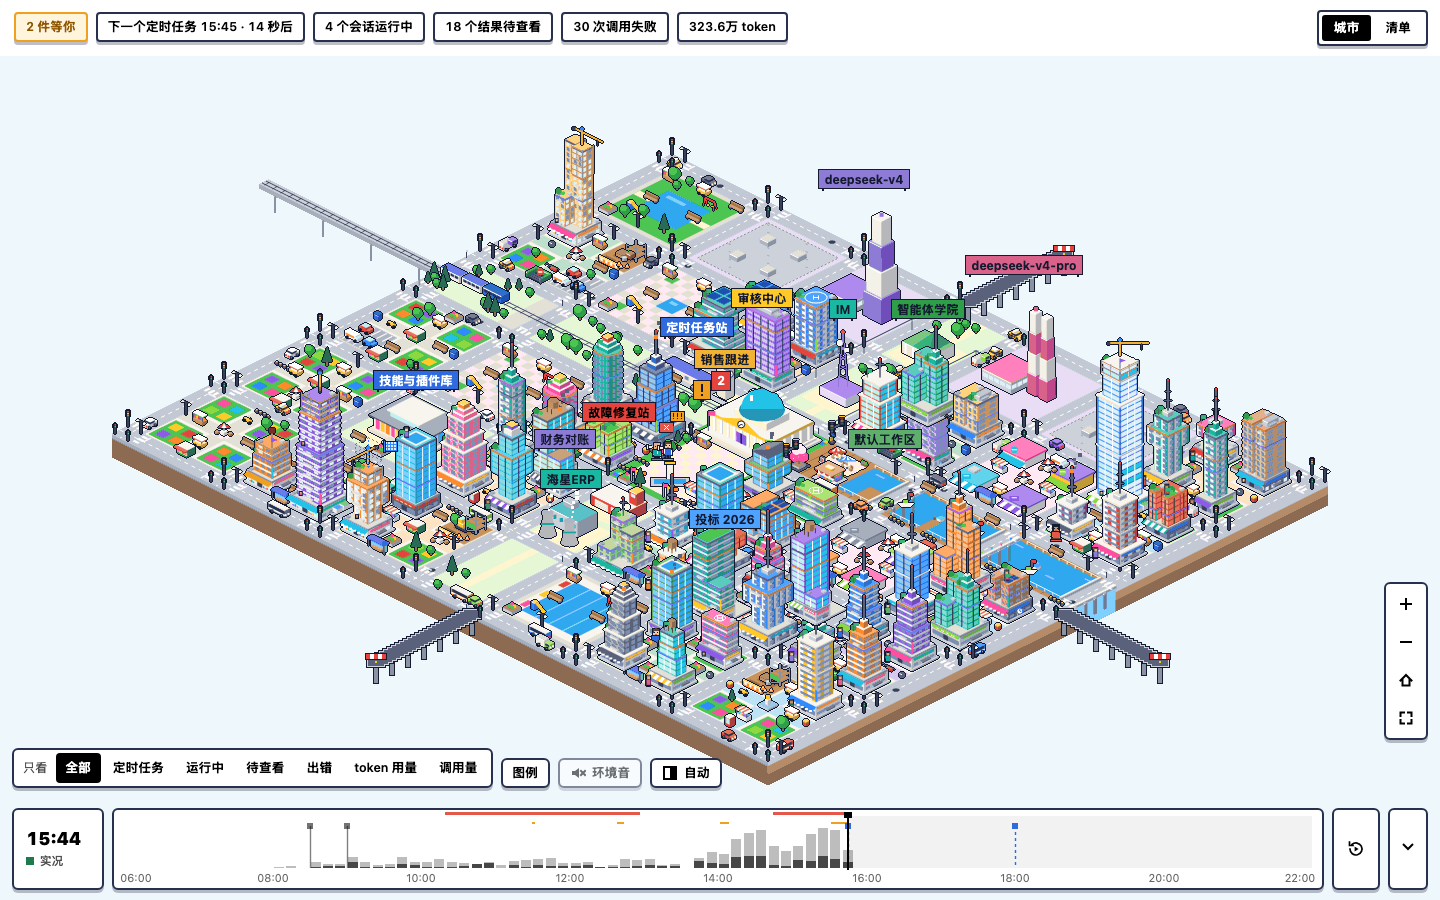 2 件等你
下一个定时任务 15:45 · 14 秒后
4 个会话运行中
18 个结果待查看
30 次调用失败
323.6万 token
城市
清单
deepseek-v4
deepseek-v4-pro
审核中心
IM
智能体学院
定时任务站
销售跟进
! 2
技能与插件库
故障修复站
!!!
财务对账
默认工作区
海星ERP
投标 2026
只看
全部
定时任务
运行中
待查看
出错
token 用量
调用量
图例
环境音
自动
15:44
实况
06:00
08:00
10:00
12:00
14:00
16:00
18:00
20:00
22:00